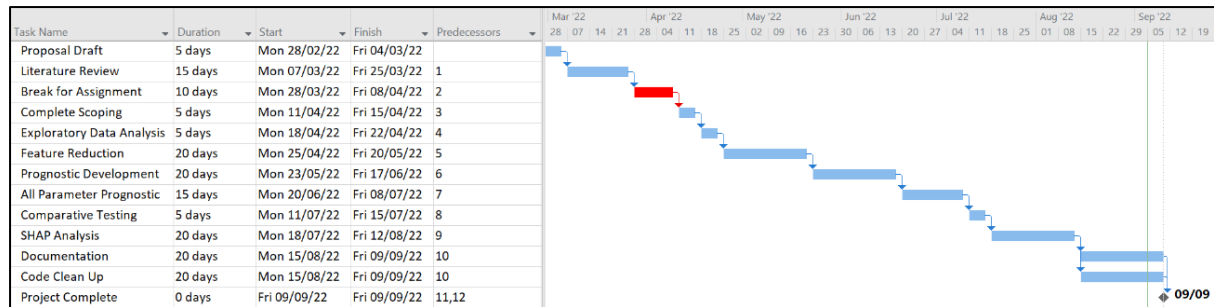 Mar '22 Apr '22 May '22 Jun '22 Jul '22 Aug '22 Sep '22
Task Name Duration Start Finish Predecessors 28 07 14 21 28 04 11 18 25 02 09 16 23 30 06 13 20 27 04 11 18 25 01 08 15 22 29 05 12 19
Proposal Draft 5 days Mon 28/02/22 Fri 04/03/22
Literature Review 15 days Mon 07/03/22 Fri 25/03/22 1
Break for Assignment 10 days Mon 28/03/22 Fri 08/04/22 2
Complete Scoping 5 days Mon 11/04/22 Fri 15/04/22 3
Exploratory Data Analysis 5 days Mon 18/04/22 Fri 22/04/22 4
Feature Reduction 20 days Mon 25/04/22 Fri 20/05/22 5
Prognostic Development 20 days Mon 23/05/22 Fri 17/06/22 6
All Parameter Prognostic 15 days Mon 20/06/22 Fri 08/07/22 7
Comparative Testing 5 days Mon 11/07/22 Fri 15/07/22 8
SHAP Analysis 20 days Mon 18/07/22 Fri 12/08/22 9
Documentation 20 days Mon 15/08/22 Fri 09/09/22 10
Code Clean Up 20 days Mon 15/08/22 Fri 09/09/22 10
Project Complete 0 days Fri 09/09/22 Fri 09/09/22 11,12 09/09